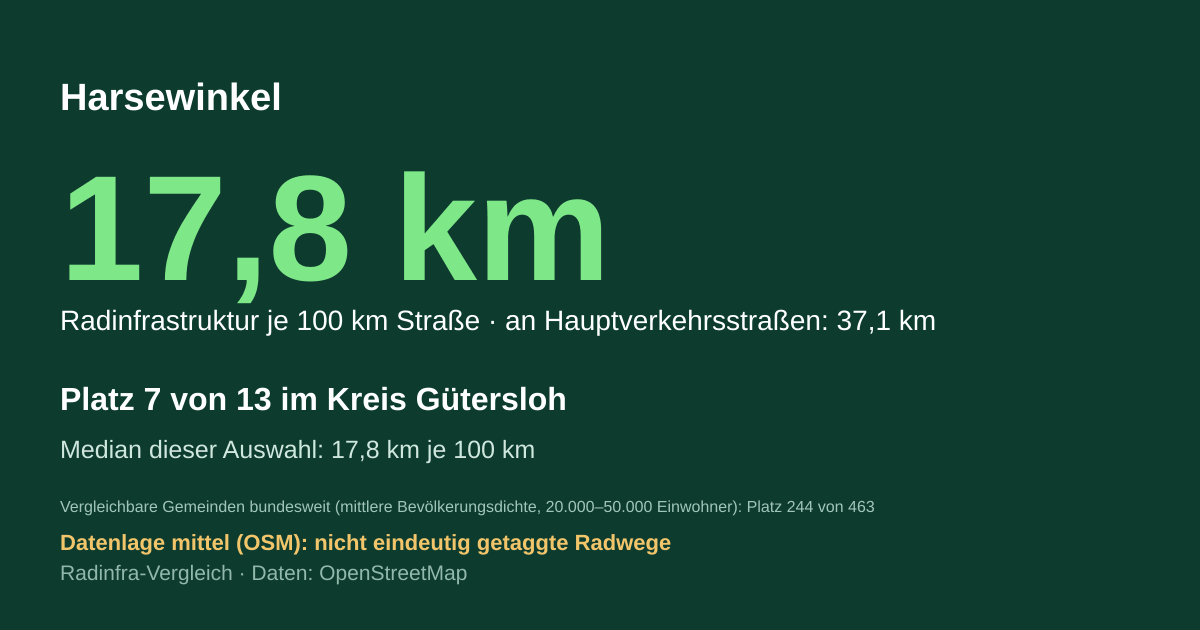 Harsewinkel
17,8 km
Radinfrastruktur je 100 km Straße · an Hauptverkehrsstraßen: 37,1 km
Platz 7 von 13 im Kreis Gütersloh
Median dieser Auswahl: 17,8 km je 100 km
Vergleichbare Gemeinden bundesweit (mittlere Bevölkerungsdichte, 20.000–50.000 Einwohner): Platz 244 von 463
Datenlage mittel (OSM): nicht eindeutig getaggte Radwege
Radinfra-Vergleich · Daten: OpenStreetMap